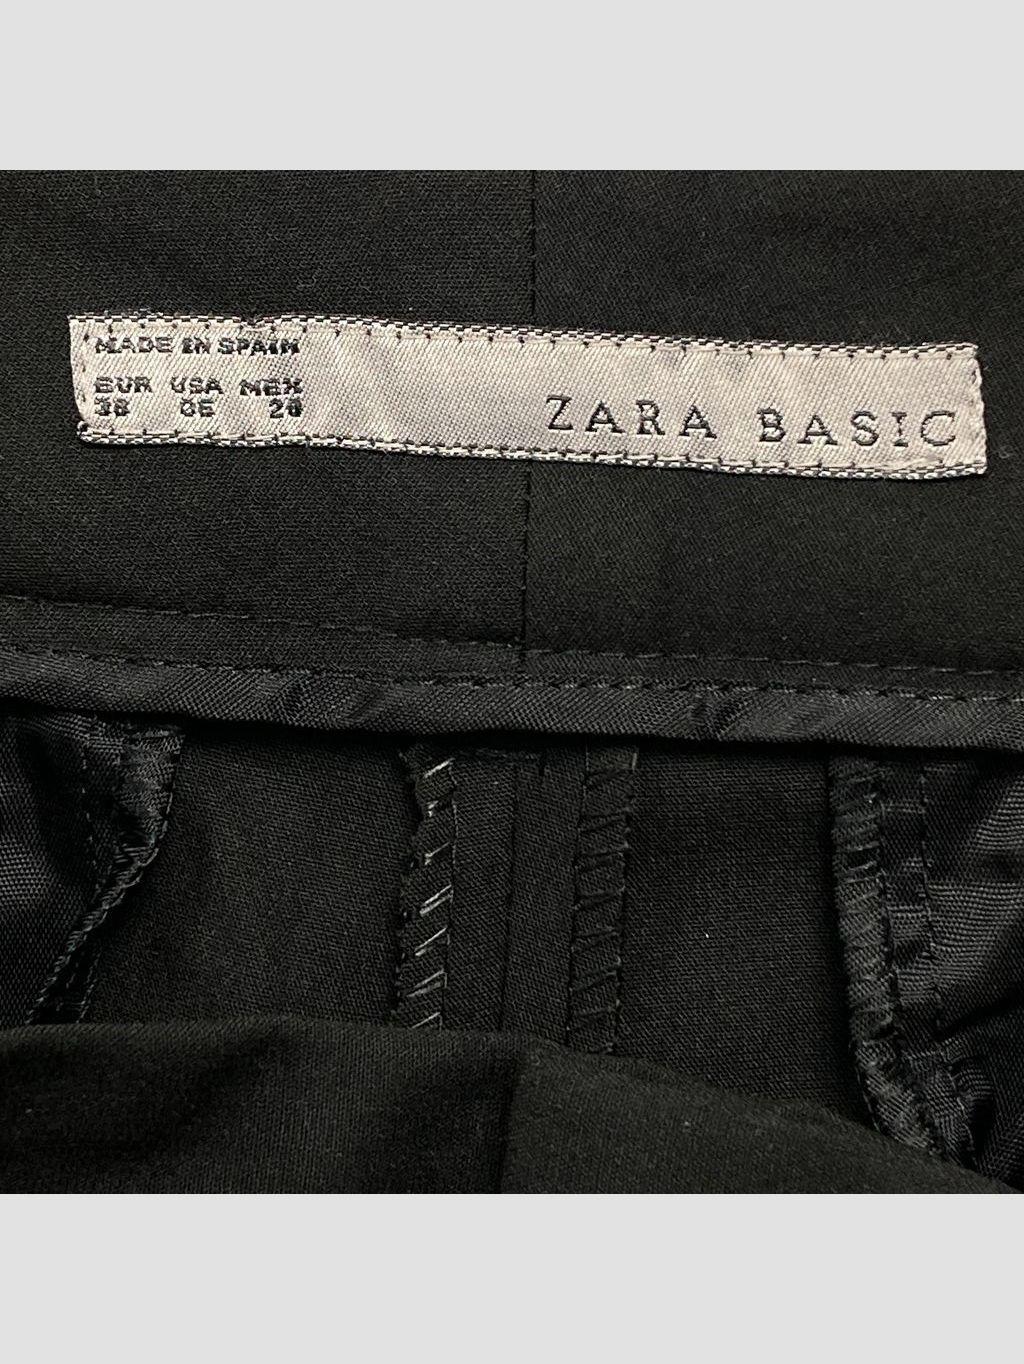 MADE IN SPAIN
EUR USA MEX
38 28
ZARA BASIC